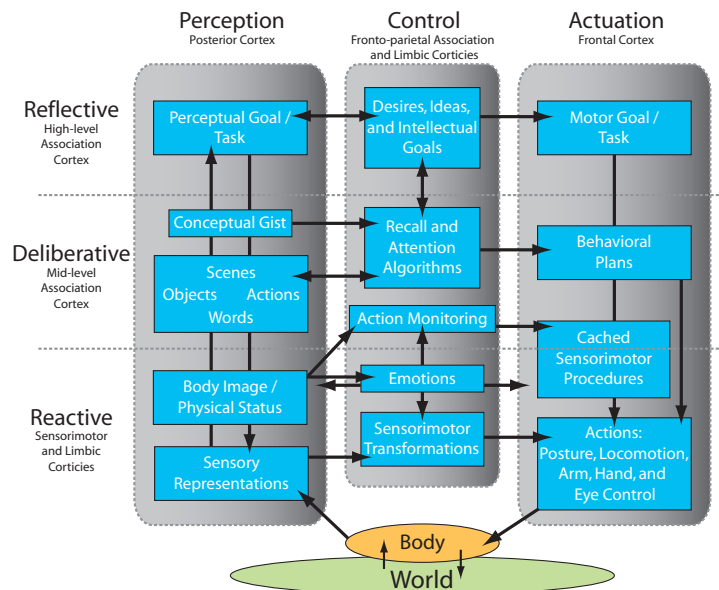 Perception
Posterior Cortex
Control
Fronto-parietal Association
and Limbic Corticies
Actuation
Frontal Cortex
Reflective
High-level
Association
Cortex
Perceptual Goal /
Task
Desires, Ideas,
and Intellectual
Goals
Motor Goal /
Task
Deliberative
Mid-level
Association
Cortex
Conceptual Gist
Scenes
Objects Actions
Words
Recall and
Attention
Algorithms
Behavioral
Plans
Action Monitoring
Cached
Sensorimotor
Procedures
Reactive
Sensorimotor
and Limbic
Corticies
Body Image /
Physical Status
Emotions
Sensory
Representations
Sensorimotor
Transformations
Actions:
Posture, Locomotion,
Arm, Hand, and
Eye Control
Body
World